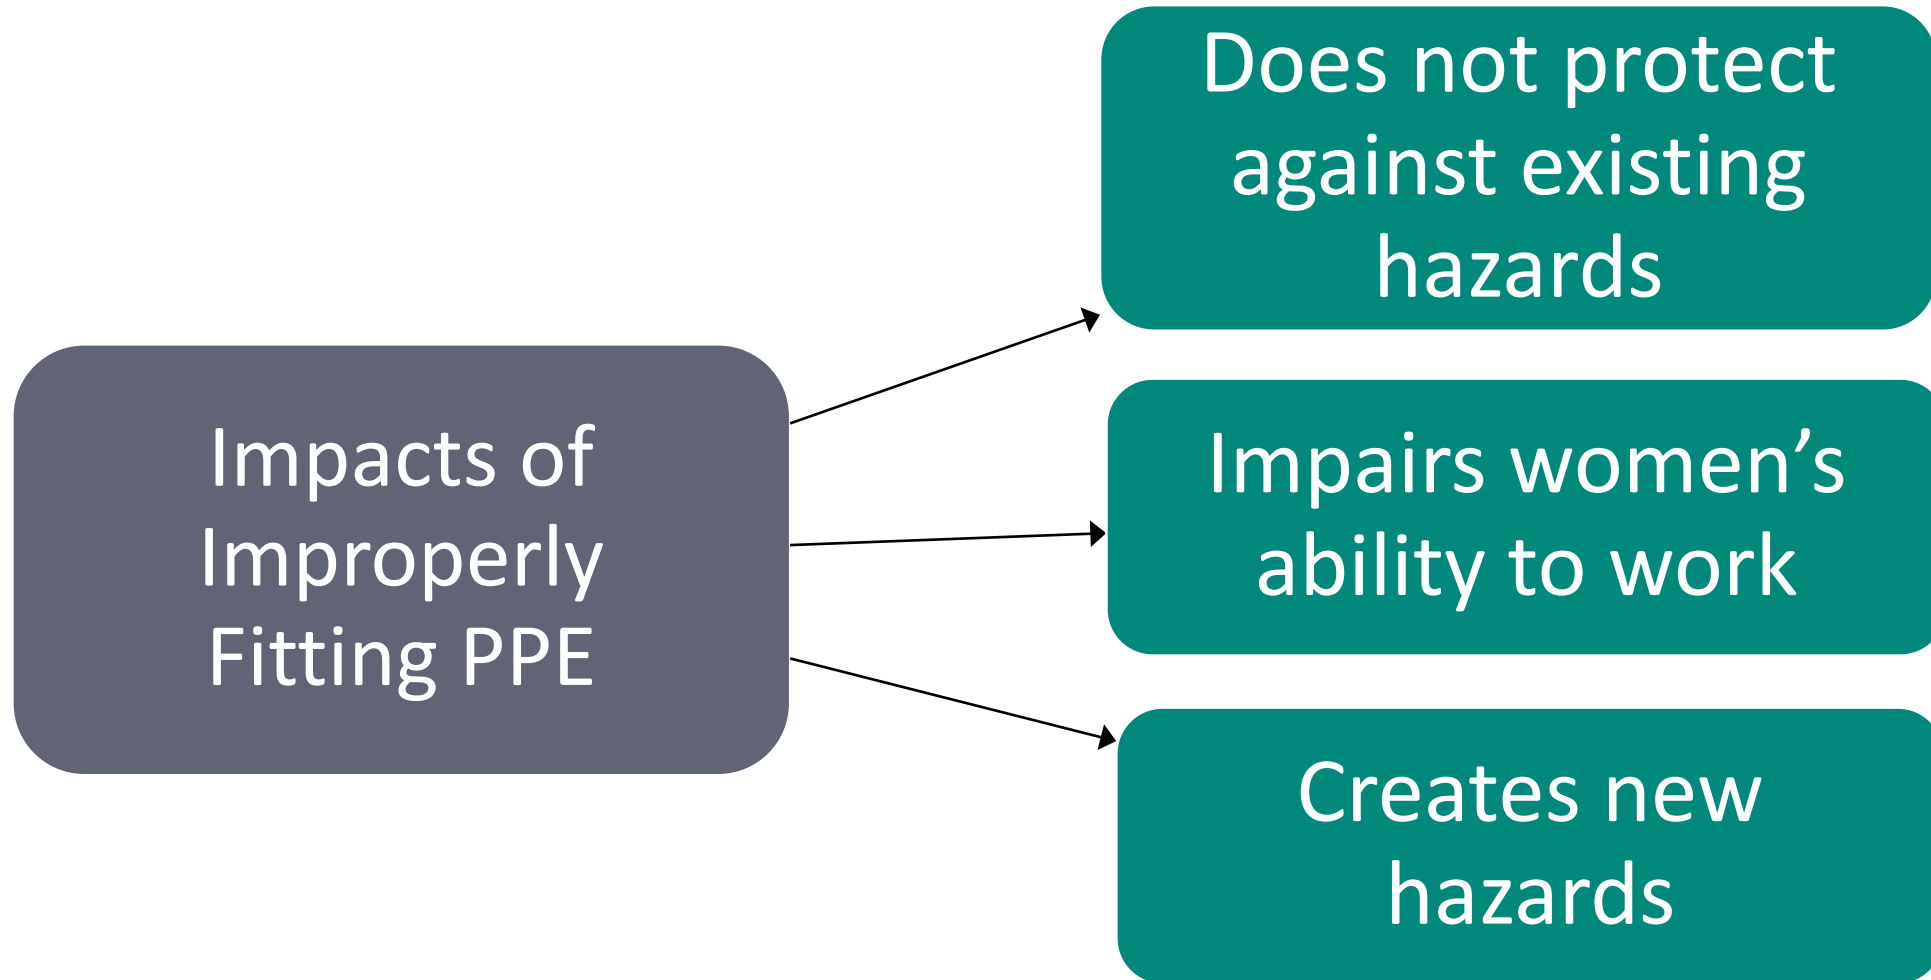 Impacts of
Improperly
Fitting PPE
Does not protect
against existing
hazards
Impairs women’s
ability to work
Creates new
hazards